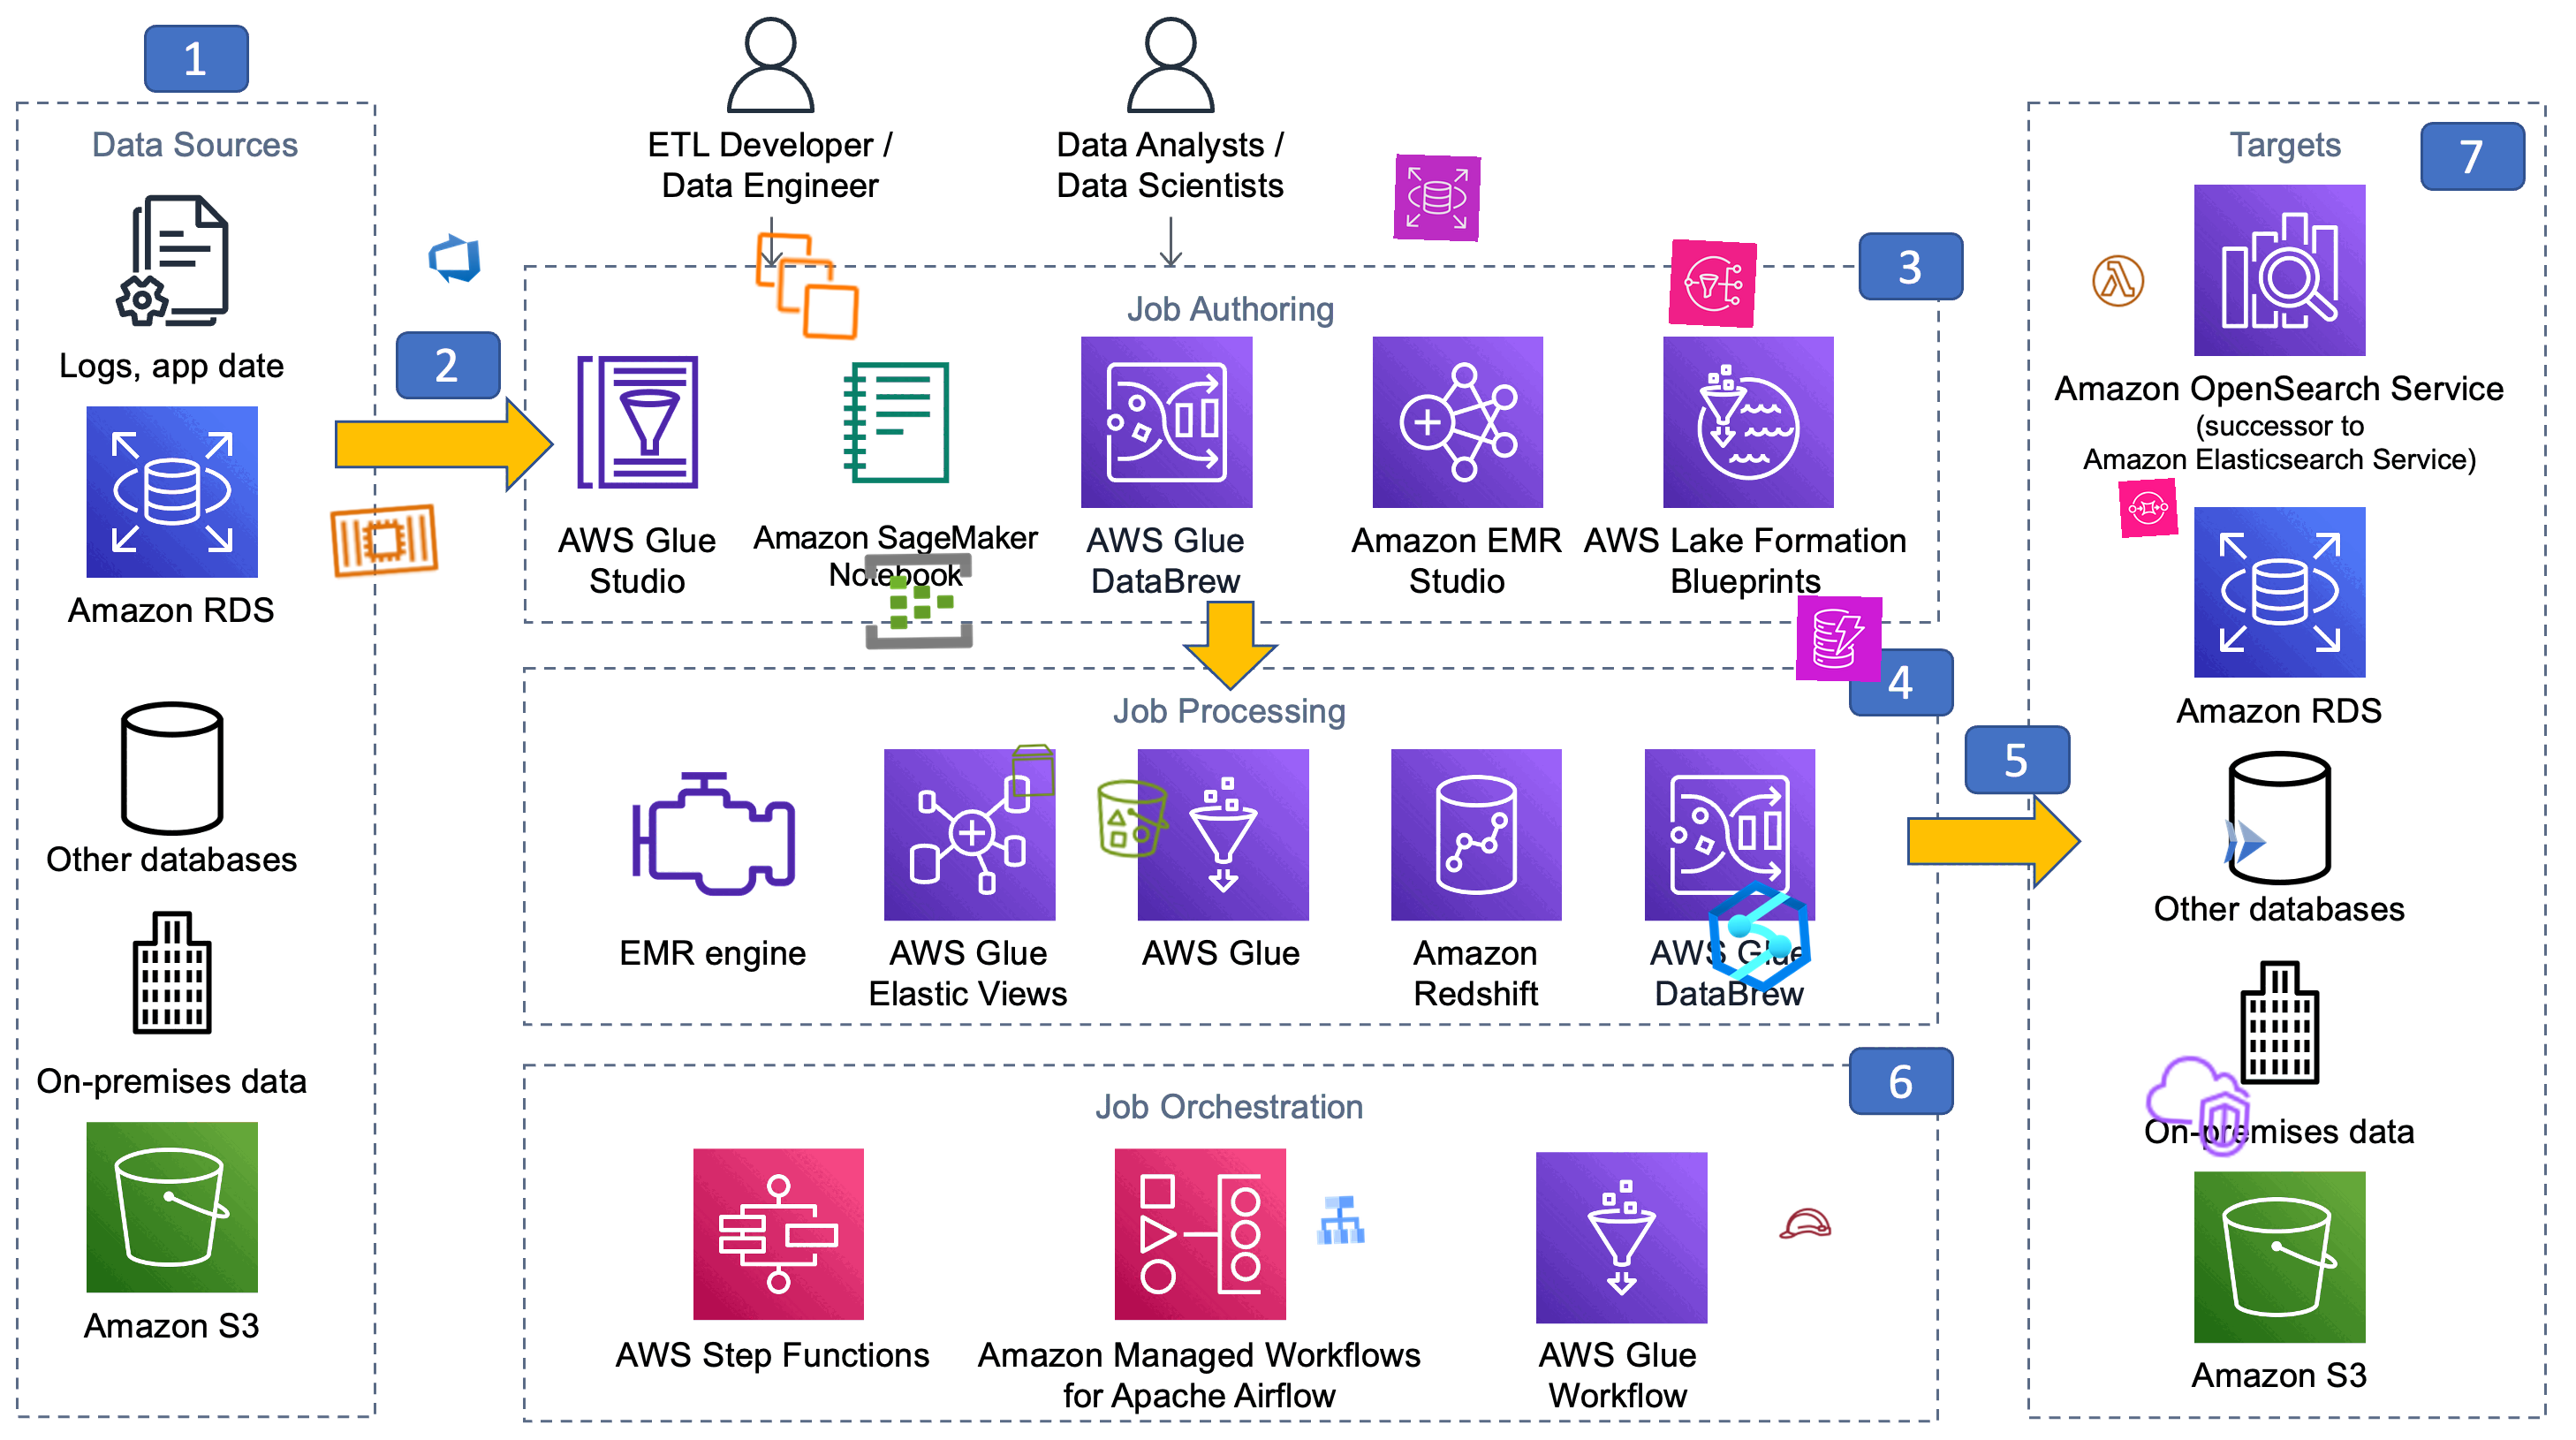 1
Data Sources
Logs, app date
Amazon RDS
Other databases
On-premises data
Amazon S3
2
ETL Developer /
Data Engineer
Data Analysts /
Data Scientists
3
Job Authoring
AWS Glue
Studio
Amazon SageMaker
Notebook
AWS Glue
DataBrew
Amazon EMR
Studio
AWS Lake Formation
Blueprints
4
Job Processing
EMR engine
AWS Glue
Elastic Views
AWS Glue
Amazon
Redshift
AWS Glue
DataBrew
5
6
Job Orchestration
AWS Step Functions
Amazon Managed Workflows
for Apache Airflow
AWS Glue
Workflow
7
Targets
Amazon OpenSearch Service
(successor to
Amazon Elasticsearch Service)
Amazon RDS
Other databases
On-premises data
Amazon S3